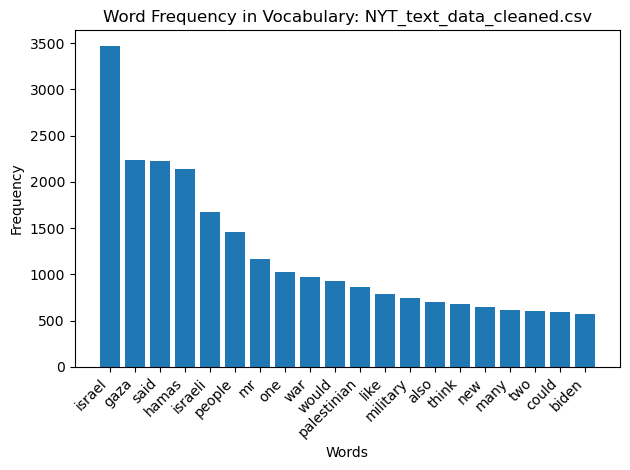 Word Frequency in Vocabulary: NYT_text_data_cleaned.csv
3500
3000
2500
2000
1500
1000
500
0
Frequency
israel
gaza
said
hamas
israeli
people
mr
one
war
would
palestinian
like
military
also
think
new
many
two
could
biden
Words